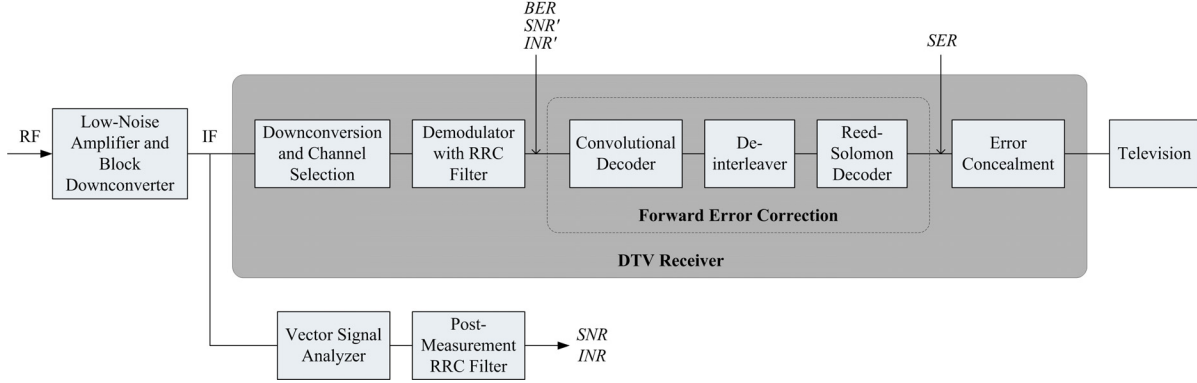 BER
SNR'
INR'
SER
RF
Low-Noise
Amplifier and
Block
Downconverter
IF
Downconversion
and Channel
Selection
Demodulator
with RRC
Filter
Convolutional
Decoder
De-
interleaver
Reed-
Solomon
Decoder
Error
Concealment
Television
Forward Error Correction
DTV Receiver
Vector Signal
Analyzer
Post-
Measurement
RRC Filter
SNR
INR